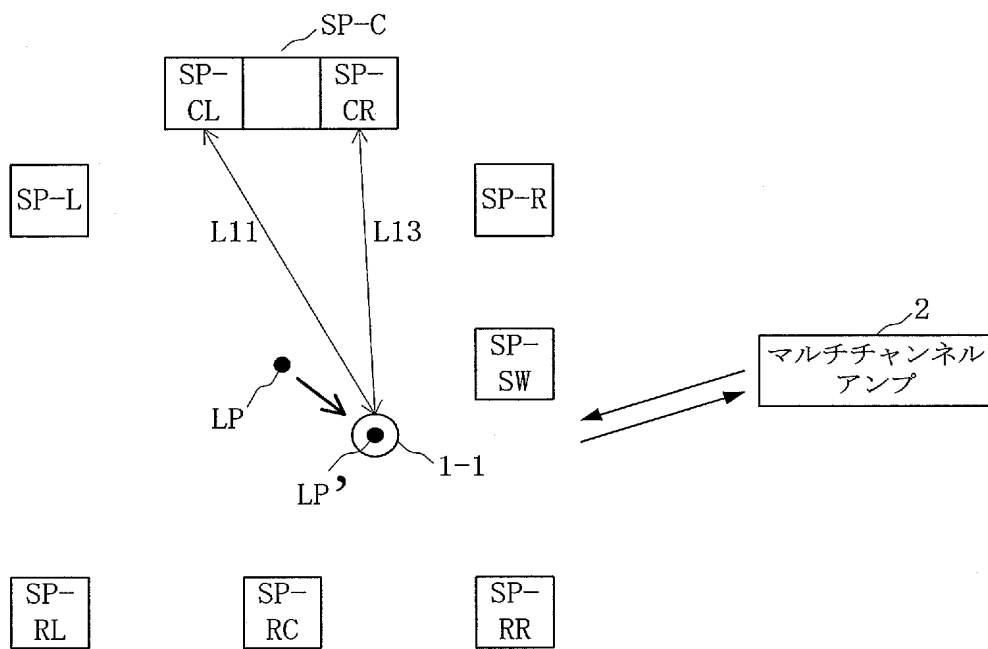 SP-C
SP-
CL
SP-
CR
SP-L
SP-R
L11
L13
2
マルチチャンネル
アンプ
SP-
SW
LP
1-1
LP’
SP-
RL
SP-
RC
SP-
RR